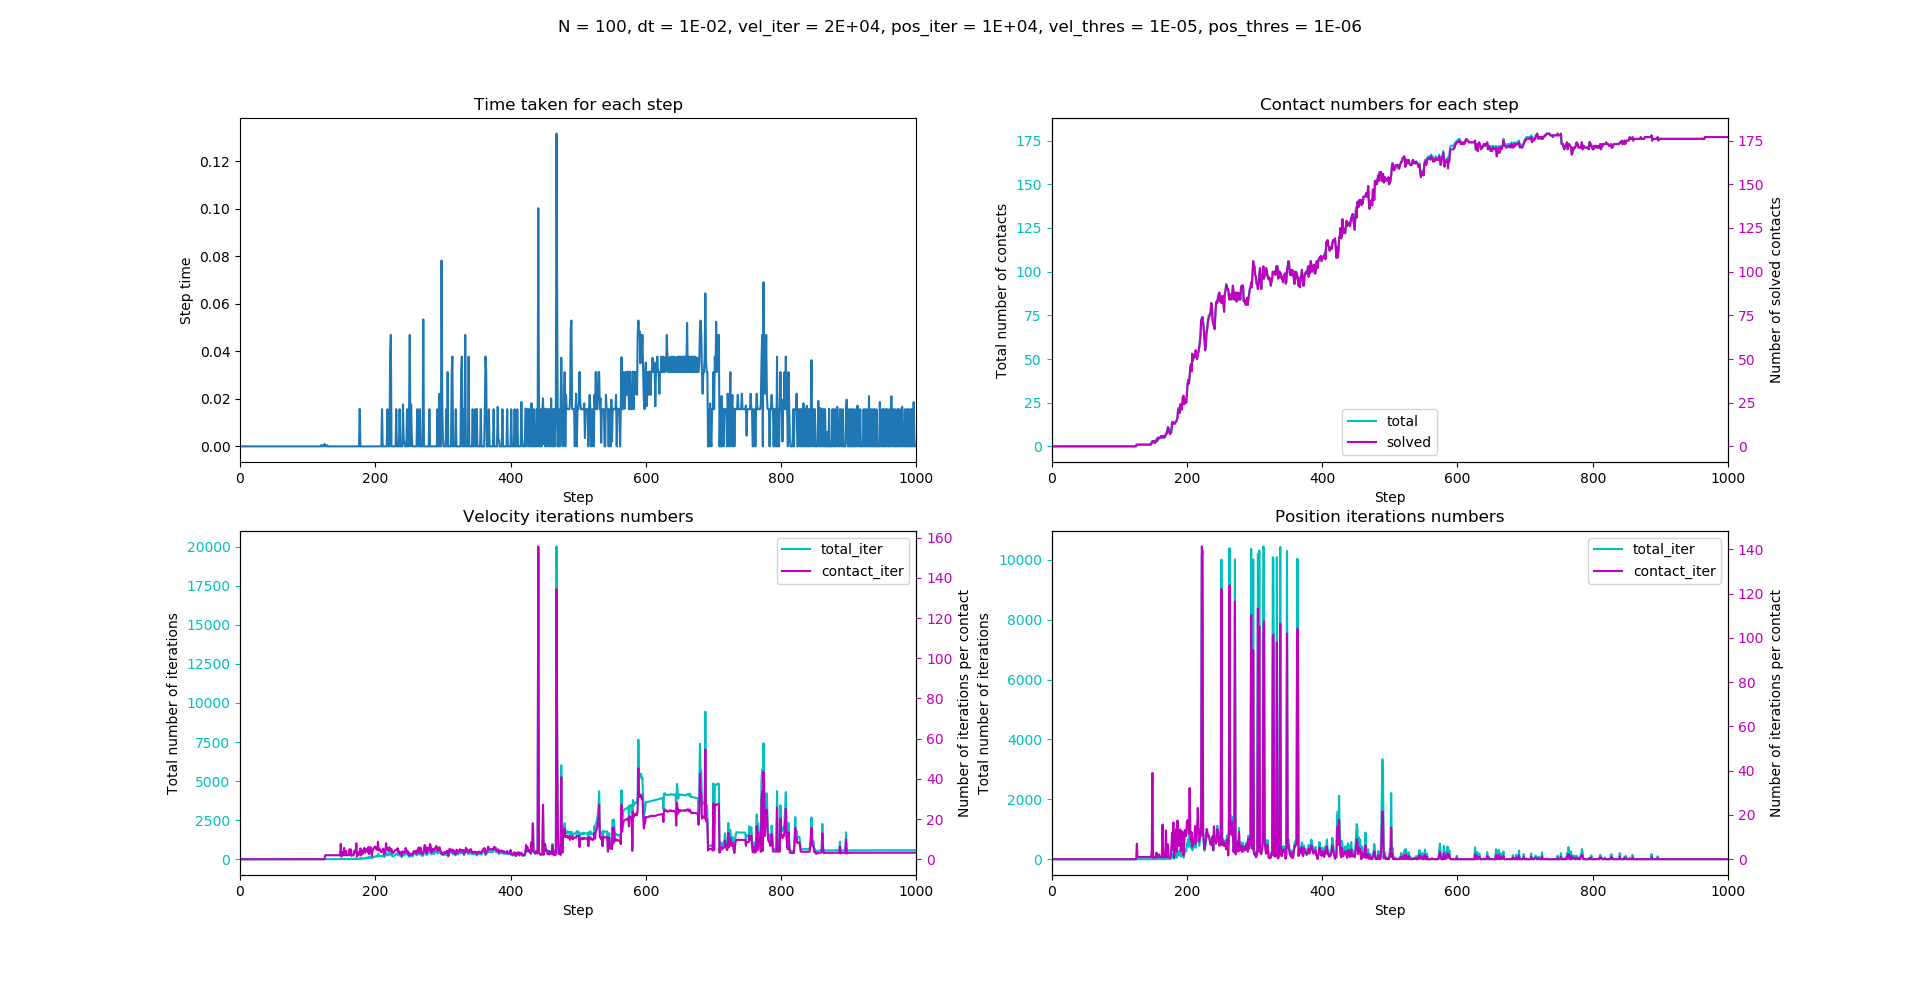 N = 100, dt = 1E-02, vel_iter = 2E+04, pos_iter = 1E+04, vel_thres = 1E-05, pos_thres = 1E-06
Time taken for each step
Step time
0.12
0.10
0.08
0.06
0.04
0.02
0.00
0 200 400 600 800 1000
Step
Contact numbers for each step
Total number of contacts
175
150
125
100
75
50
25
0
total
solved
175
150
125
100
75
50
25
0
Number of solved contacts
0 200 400 600 800 1000
Step
Velocity iterations numbers
Total number of iterations
20000
17500
15000
12500
10000
7500
5000
2500
0
total_iter
contact_iter
160
140
120
100
80
60
40
20
0
Number of iterations per contact
0 200 400 600 800 1000
Step
Position iterations numbers
Total number of iterations
10000
8000
6000
4000
2000
0
total_iter
contact_iter
140
120
100
80
60
40
20
0
Number of iterations per contact
0 200 400 600 800 1000
Step